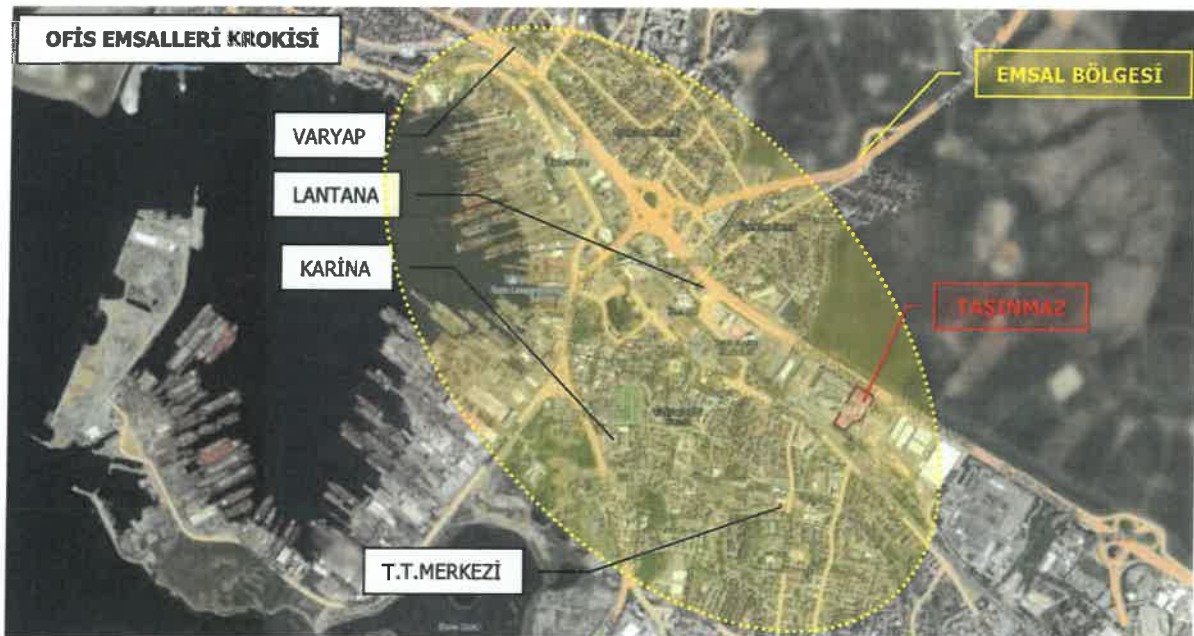 OFİS EMSALLERİ KROKİSİ
EMSAL BÖLGESİ
VARYAP
LANTANA
KARİNA
TAŞINMAZ
T.T.MERKEZİ